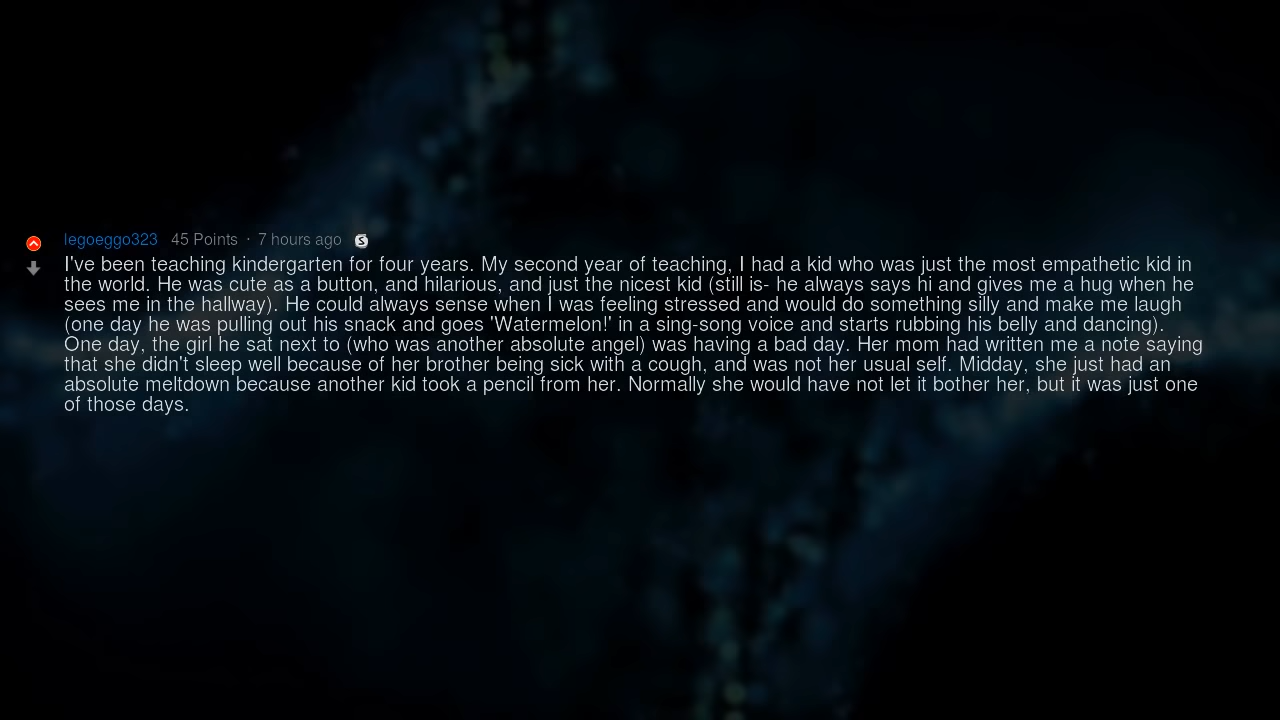 legoeggo323 45 Points · 7 hours ago
I've been teaching kindergarten for four years. My second year of teaching, I had a kid who was just the most empathetic kid in
the world. He was cute as a button, and hilarious, and just the nicest kid (still is- he always says hi and gives me a hug when he
sees me in the hallway). He could always sense when I was feeling stressed and would do something silly and make me laugh
(one day he was pulling out his snack and goes 'Watermelon!' in a sing-song voice and starts rubbing his belly and dancing).
One day, the girl he sat next to (who was another absolute angel) was having a bad day. Her mom had written me a note saying
that she didn't sleep well because of her brother being sick with a cough, and was not her usual self. Midday, she just had an
absolute meltdown because another kid took a pencil from her. Normally she would have not let it bother her, but it was just one
of those days.